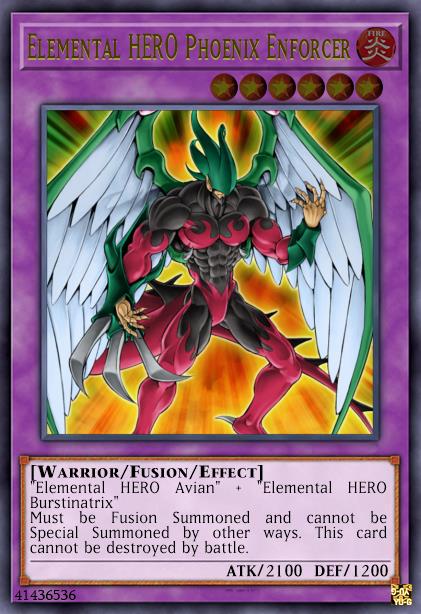 ELEMENTAL HERO PHOENIX ENFORCER
FIRE
炎
[WARRIOR/FUSION/EFFECT]
"Elemental HERO Avian" + "Elemental HERO
Burstinatrix"
Must be Fusion Summoned and cannot be
Special Summoned by other ways. This card
cannot be destroyed by battle.
ATK/2100 DEF/1200
41436536